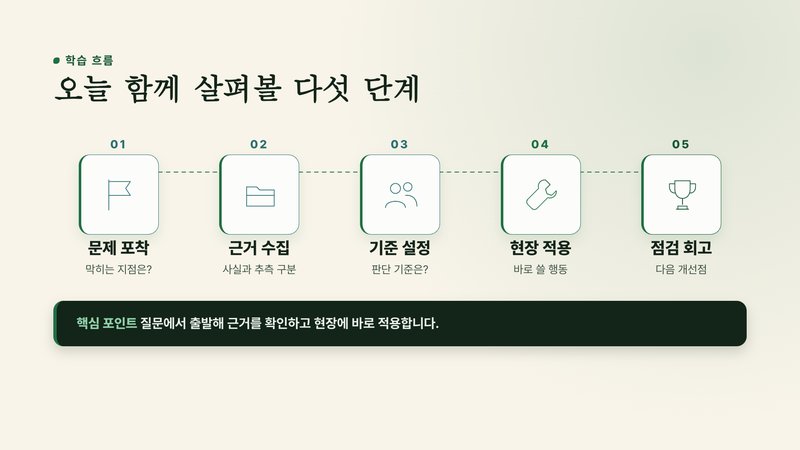 학습 흐름
오늘 함께 살펴볼 다섯 단계
01
02
03
04
05
문제 포착
근거 수집
기준 설정
현장 적용
점검 회고
막히는 지점은?
사실과 추측 구분
판단 기준은?
바로 쓸 행동
다음 개선점
핵심 포인트 질문에서 출발해 근거를 확인하고 현장에 바로 적용합니다.